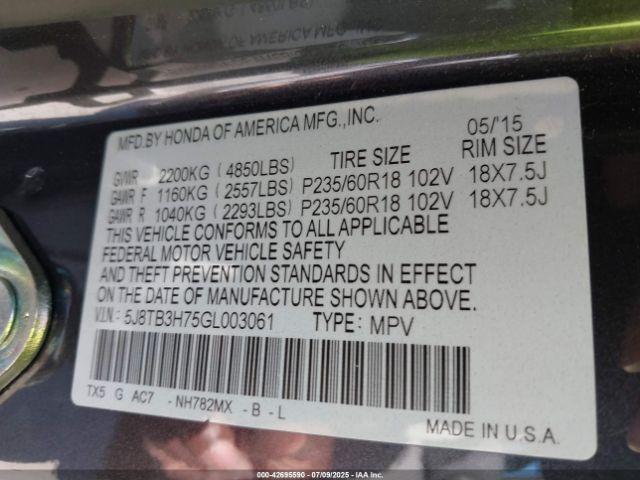 MFD.BY HONDA OF AMERICA MFG.,INC. 05/'15
GVWR 2200KG (4850LBS) TIRE SIZE RIM SIZE
GAWR F 1160KG (2557LBS) P235/60R18 102V 18X7.5J
GAWR R 1040KG (2293LBS) P235/60R18 102V 18X7.5J
THIS VEHICLE CONFORMS TO ALL APPLICABLE
FEDERAL MOTOR VEHICLE SAFETY
AND THEFT PREVENTION STANDARDS IN EFFECT
ON THE DATE OF MANUFACTURE SHOWN ABOVE.
V.I.N.: 5J8TB3H75GL003061 TYPE: MPV
TX5 G AC7 -NH782MX -B-L
MADE IN U.S.A.
000-42695590 - 07/09/2025 - IAA Inc.